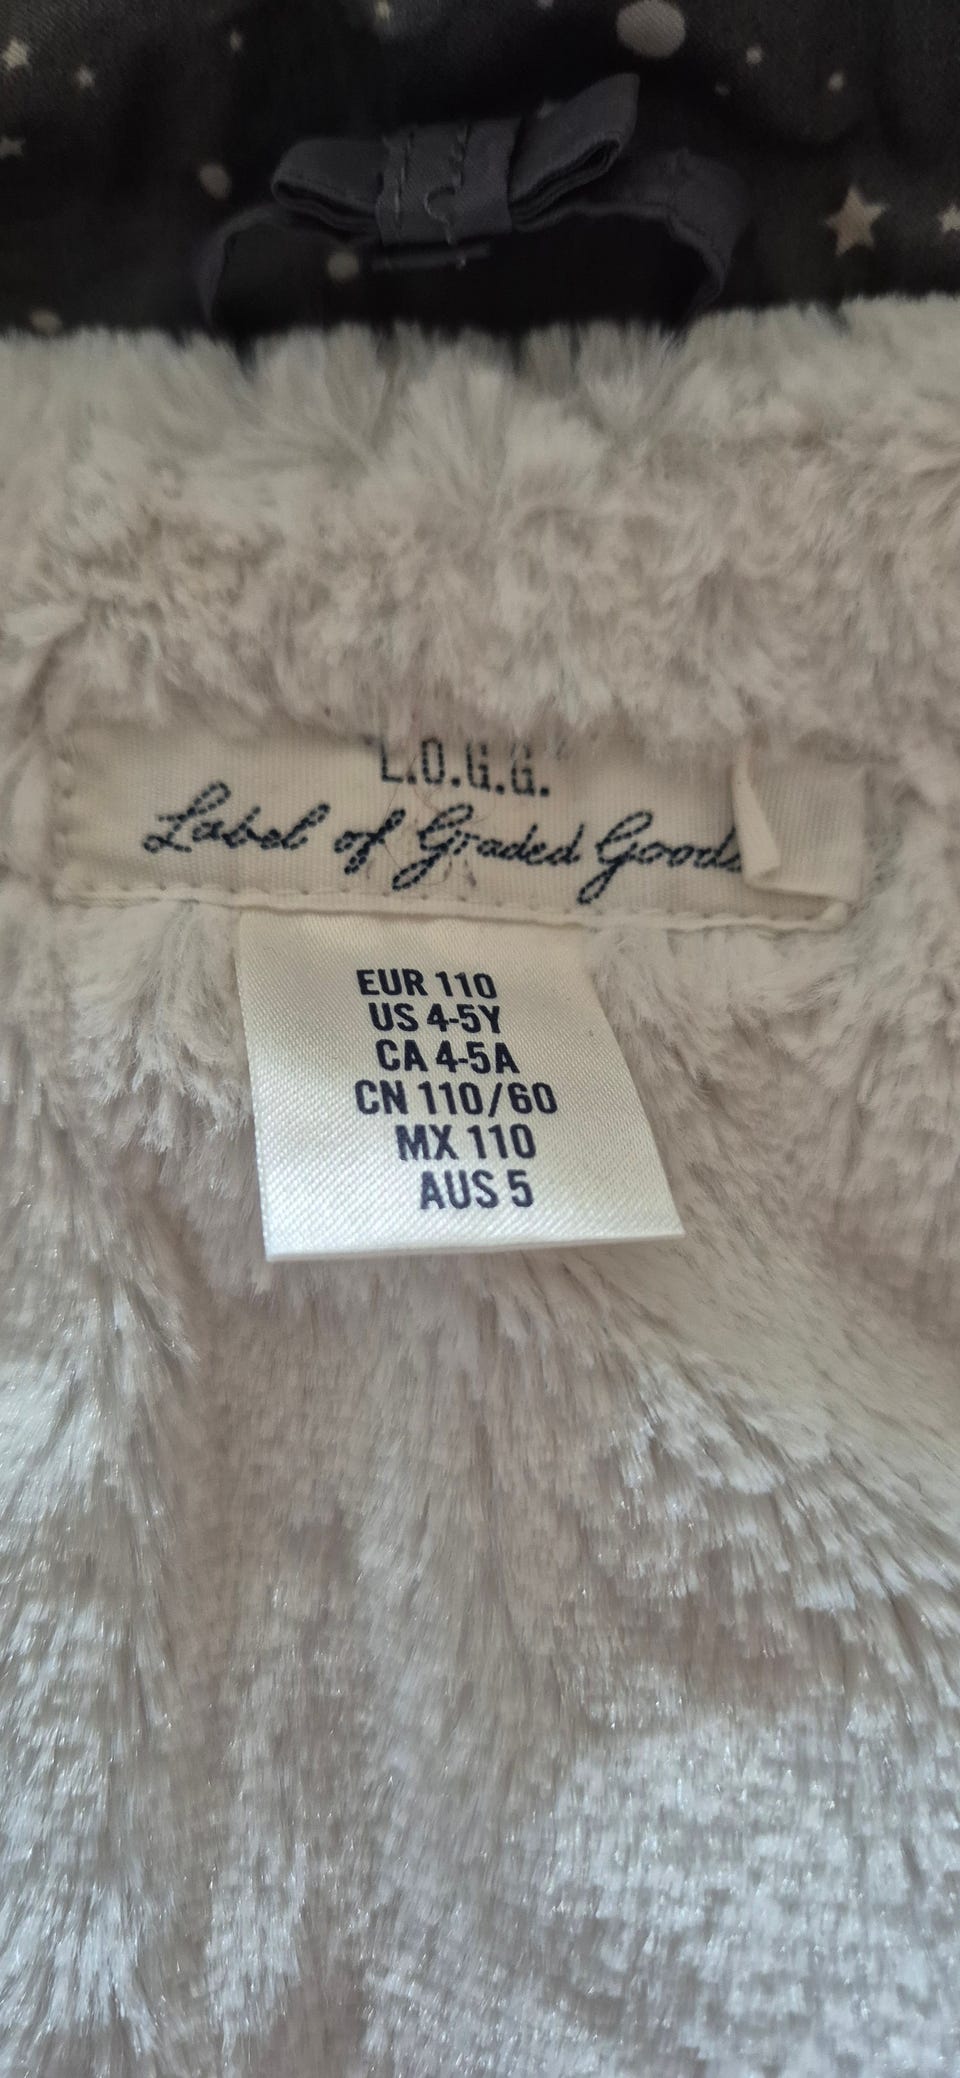 "L.O.G.G."
Label of Graded Goods
EUR 110
US 4-5Y
CA 4-5A
CN 110/60
MX 110
AUS 5